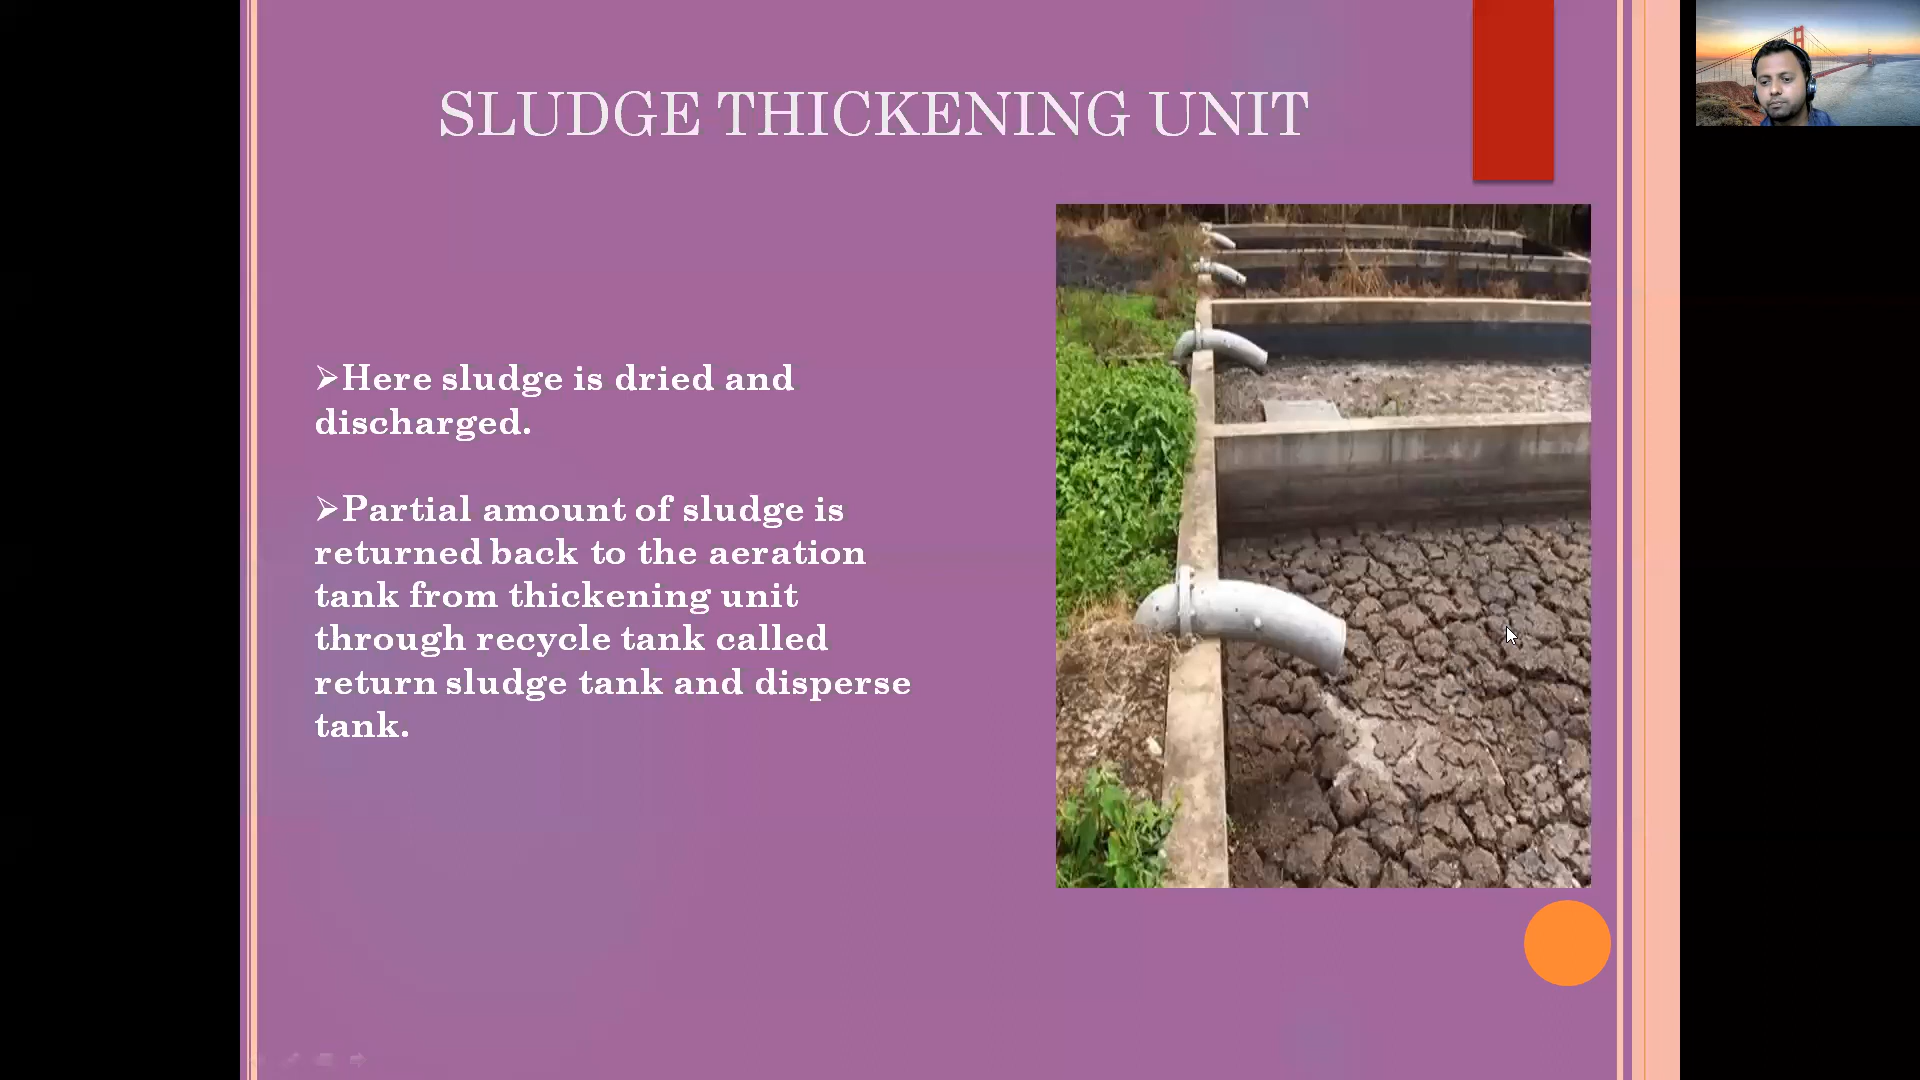 SLUDGE THICKENING UNIT
➢Here sludge is dried and
discharged.
➢Partial amount of sludge is
returned back to the aeration
tank from thickening unit
through recycle tank called
return sludge tank and disperse
tank.